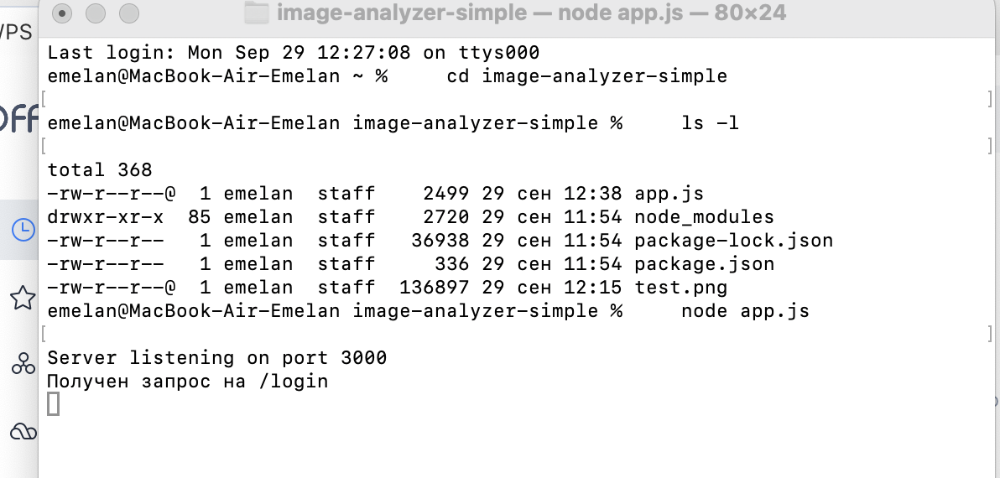 image-analyzer-simple — node app.js — 80×24
WPS
Last login: Mon Sep 29 12:27:08 on ttys000
emelan@MacBook-Air-Emelan ~ %     cd image-analyzer-simple
[ ]
emelan@MacBook-Air-Emelan image-analyzer-simple %     ls -l
[ ]
total 368
-rw-r--r--@  1 emelan  staff    2499 29 сен 12:38 app.js
drwxr-xr-x  85 emelan  staff    2720 29 сен 11:54 node_modules
-rw-r--r--   1 emelan  staff   36938 29 сен 11:54 package-lock.json
-rw-r--r--   1 emelan  staff     336 29 сен 11:54 package.json
-rw-r--r--@  1 emelan  staff  136897 29 сен 12:15 test.png
emelan@MacBook-Air-Emelan image-analyzer-simple %     node app.js
[ ]
Server listening on port 3000
Получен запрос на /login